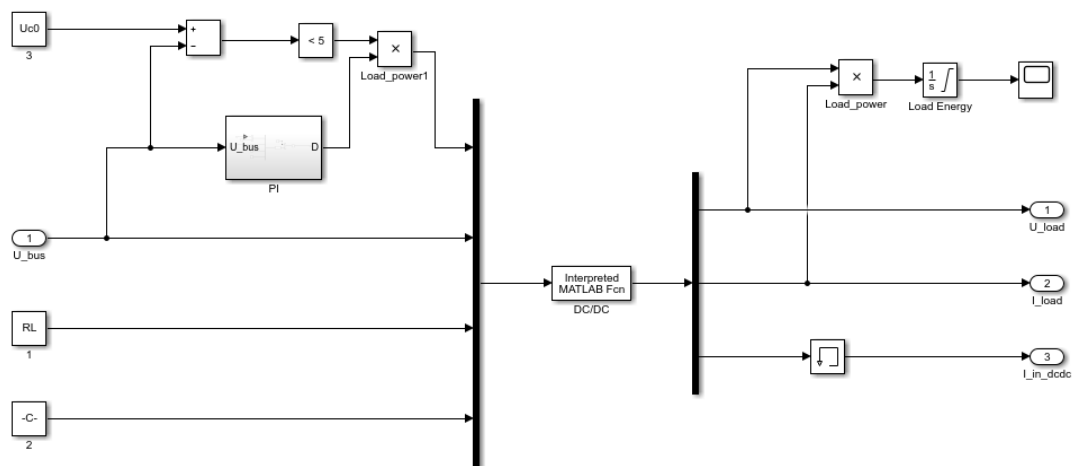 Uc0
3
+
−
< 5
×
Load_power1
U_bus
D
PI
1
U_bus
RL
1
-C-
2
Interpreted
MATLAB Fcn
DC/DC
×
Load_power
1
s
Load Energy
1
U_load
2
I_load
3
I_in_dcdc